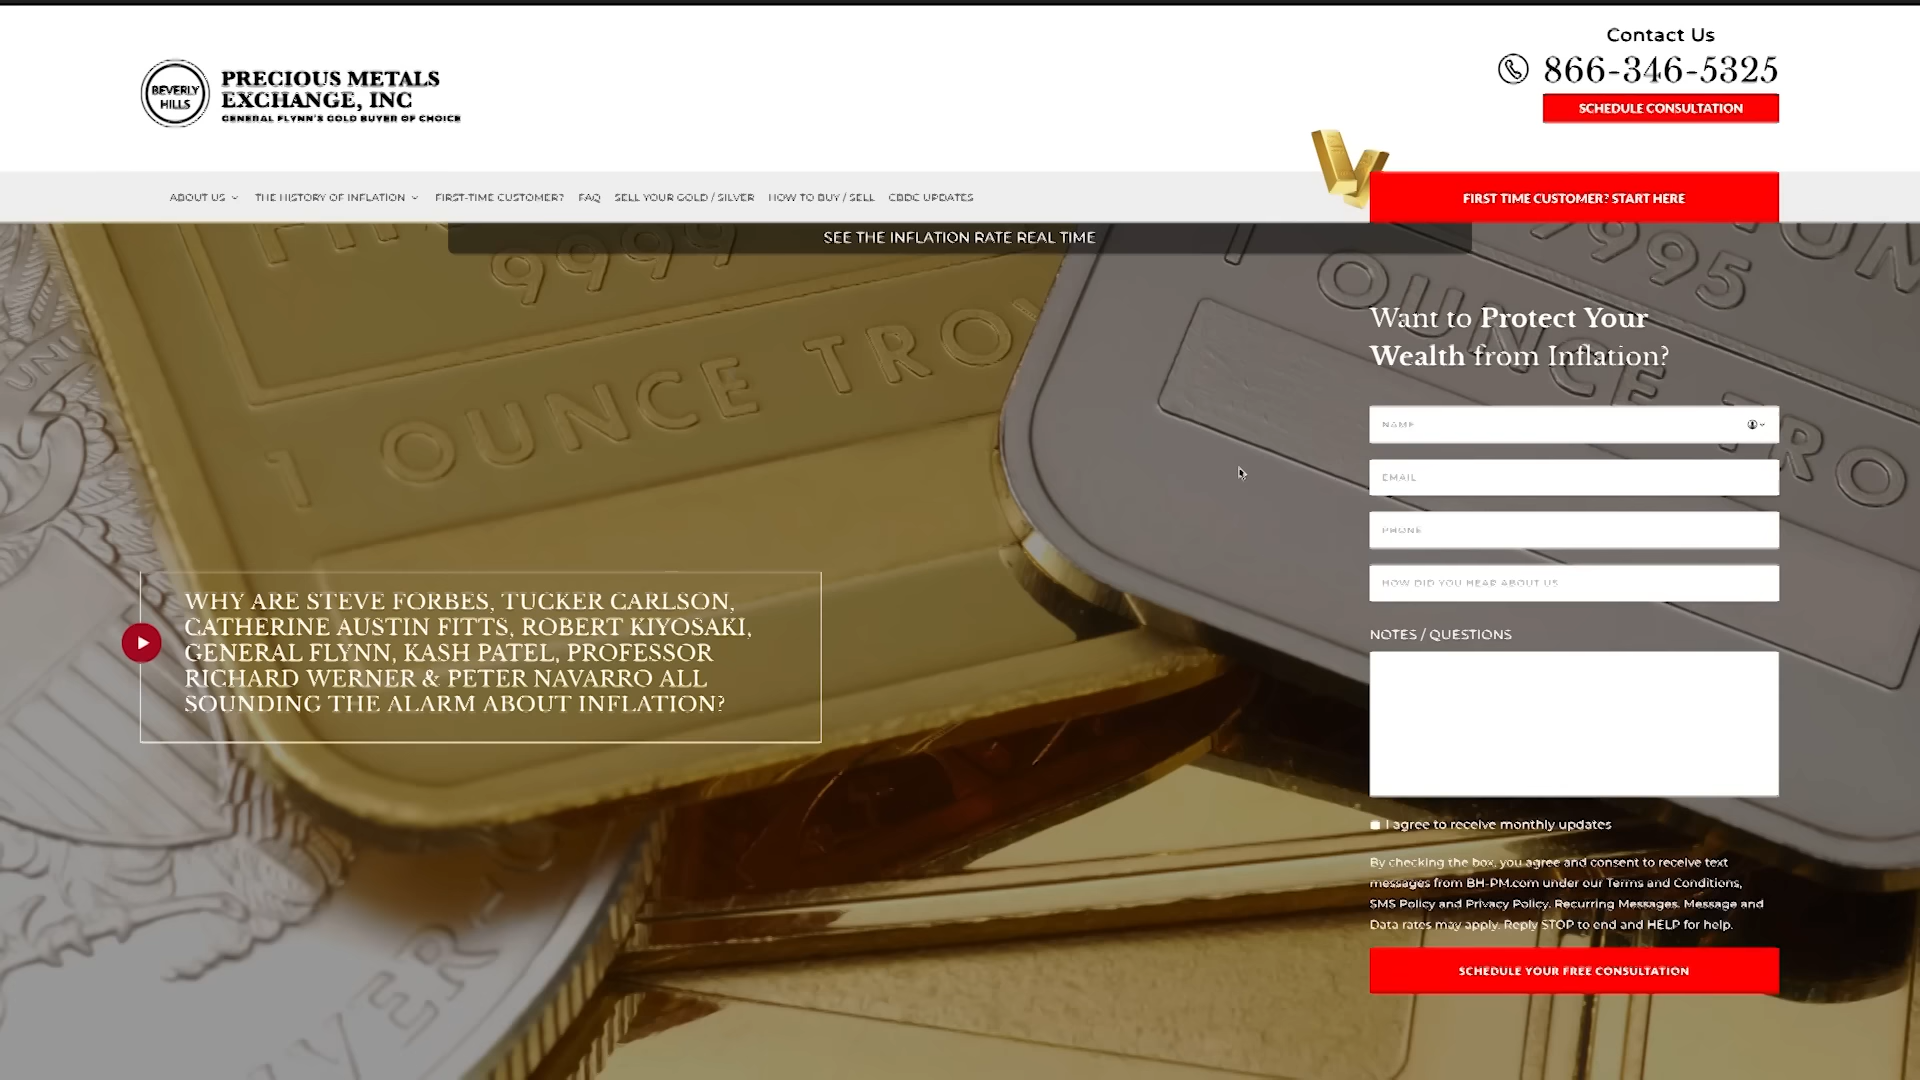 Contact Us
866-346-5325
SCHEDULE CONSULTATION
BEVERLY
HILLS
PRECIOUS METALS
EXCHANGE, INC
GENERAL FLYNN'S GOLD BUYER OF CHOICE
ABOUT US THE HISTORY OF INFLATION FIRST-TIME CUSTOMER? FAQ SELL YOUR GOLD / SILVER HOW TO BUY / SELL CBDC UPDATES
FIRST TIME CUSTOMER? START HERE
SEE THE INFLATION RATE REAL TIME
9999
1 OUNCE TROY
9995
1 OUNCE TRO
Want to Protect Your
Wealth from Inflation?
NAME
EMAIL
PHONE
HOW DID YOU HEAR ABOUT US
NOTES / QUESTIONS
WHY ARE STEVE FORBES, TUCKER CARLSON,
CATHERINE AUSTIN FITTS, ROBERT KIYOSAKI,
GENERAL FLYNN, KASH PATEL, PROFESSOR
RICHARD WERNER & PETER NAVARRO ALL
SOUNDING THE ALARM ABOUT INFLATION?
I agree to receive monthly updates
By checking the box, you agree and consent to receive text
messages from BH-PM.com under our Terms and Conditions,
SMS Policy and Privacy Policy. Recurring Messages. Message and
Data rates may apply. Reply STOP to end and HELP for help.
SCHEDULE YOUR FREE CONSULTATION